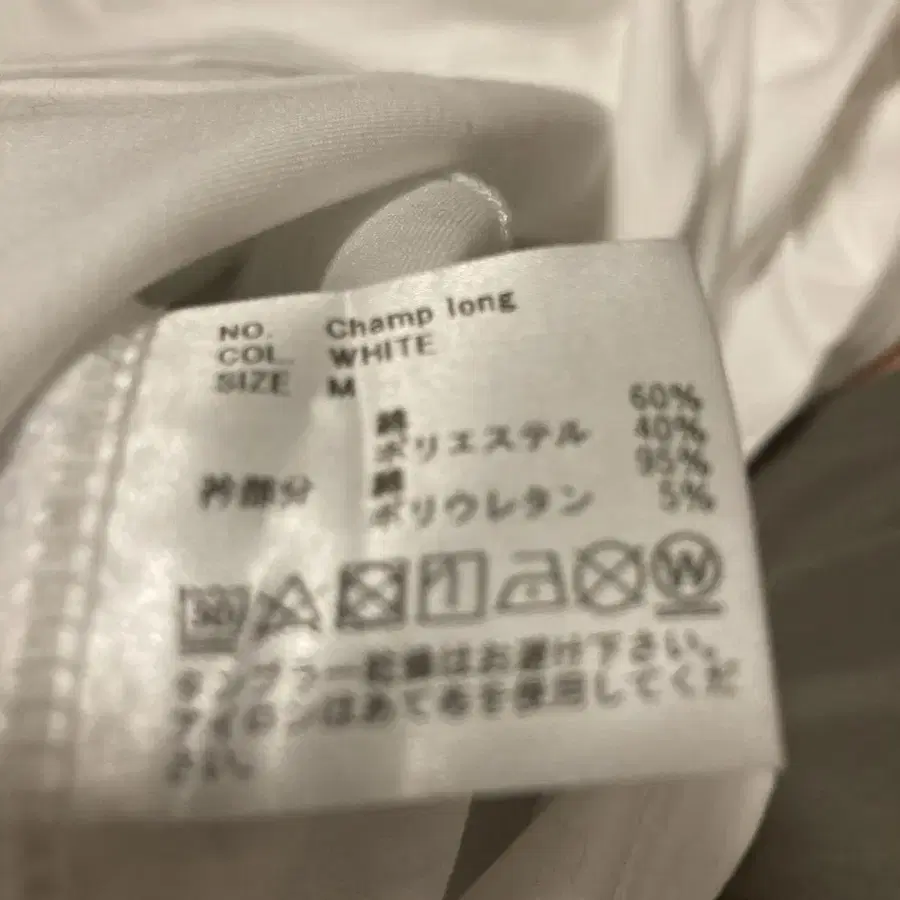 NO. Champ long
COL. WHITE
SIZE M
綿 60%
ポリエステル 40%
衿部分 綿 95%
ポリウレタン 5%
W
タンブラー乾燥はお避け下さい。
アイロンはあて布を使用してくだ
さい。